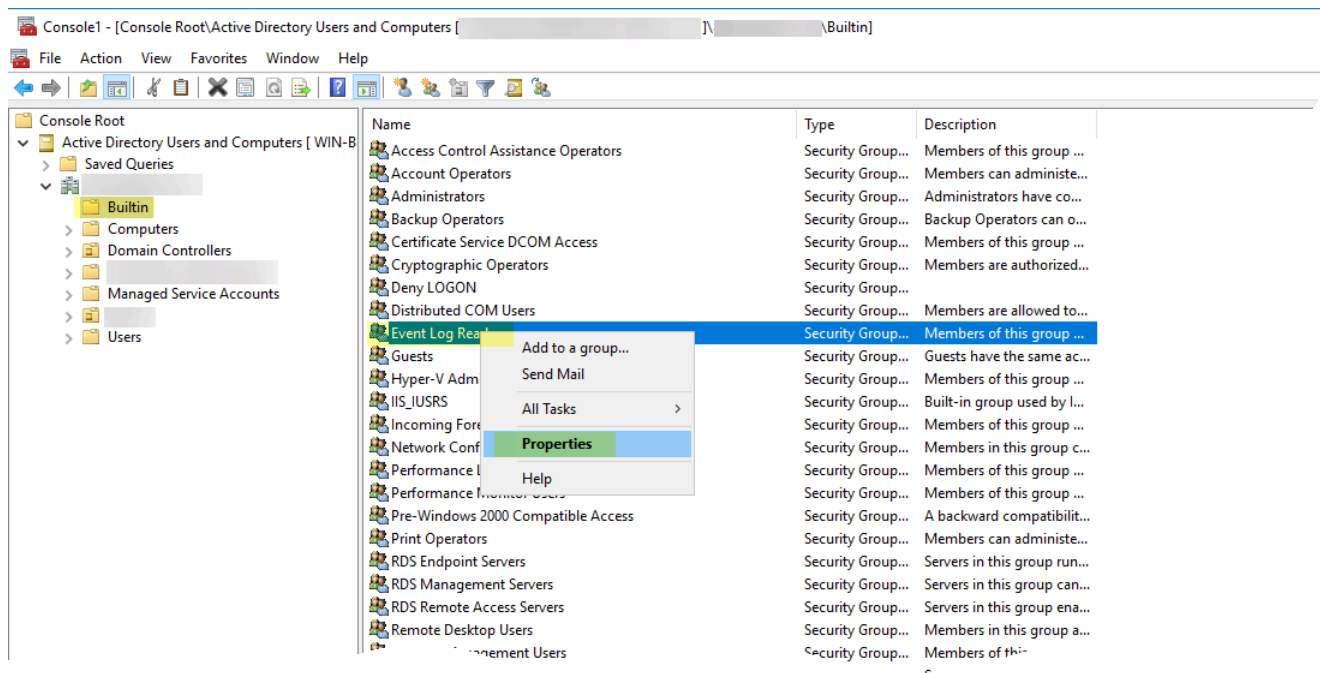 Console1 - [Console Root\Active Directory Users and Computers [ ]\ \Builtin]
File Action View Favorites Window Help
Console Root
Active Directory Users and Computers [ WIN-B
Saved Queries
Builtin
Computers
Domain Controllers
Managed Service Accounts
Users
Name Type Description
Access Control Assistance Operators Security Group... Members of this group ...
Account Operators Security Group... Members can administe...
Administrators Security Group... Administrators have co...
Backup Operators Security Group... Backup Operators can o...
Certificate Service DCOM Access Security Group... Members of this group ...
Cryptographic Operators Security Group... Members are authorized...
Deny LOGON Security Group...
Distributed COM Users Security Group... Members are allowed to...
Event Log Read Security Group... Members of this group ...
Guests Security Group... Guests have the same ac...
Hyper-V Adm Security Group... Members of this group ...
IIS_IUSRS Security Group... Built-in group used by I...
Incoming Fore Security Group... Members of this group ...
Network Conf Security Group... Members in this group c...
Performance L Security Group... Members of this group ...
Performance Monitor Users Security Group... Members of this group ...
Pre-Windows 2000 Compatible Access Security Group... A backward compatibilit...
Print Operators Security Group... Members can administe...
RDS Endpoint Servers Security Group... Servers in this group run...
RDS Management Servers Security Group... Servers in this group can...
RDS Remote Access Servers Security Group... Servers in this group ena...
Remote Desktop Users Security Group... Members in this group a...
agement Users Security Group... Members of this
Add to a group...
Send Mail
All Tasks
Properties
Help